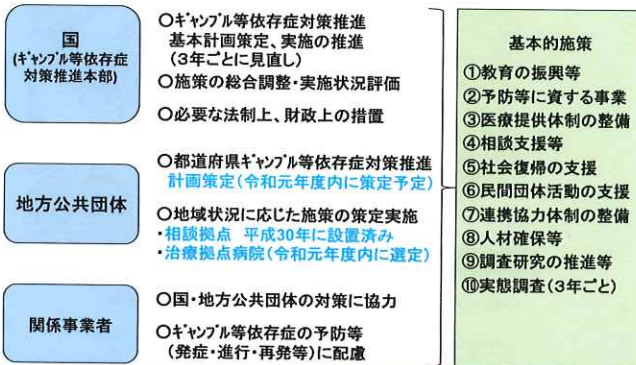 国
(ギャンブル等依存症
対策推進本部)
○ギャンブル等依存症対策推進
基本計画策定、実施の推進
(3年ごとに見直し)
○施策の総合調整・実施状況評価
○必要な法制上、財政上の措置
地方公共団体
○都道府県ギャンブル等依存症対策推進
計画策定(令和元年度内に策定予定)
○地域状況に応じた施策の策定実施
・相談拠点 平成30年に設置済み
・治療拠点病院(令和元年度内に選定)
関係事業者
○国・地方公共団体の対策に協力
○ギャンブル等依存症の予防等
(発症・進行・再発等)に配慮
基本的施策
①教育の振興等
②予防等に資する事業
③医療提供体制の整備
④相談支援等
⑤社会復帰の支援
⑥民間団体活動の支援
⑦連携協力体制の整備
⑧人材確保等
⑨調査研究の推進等
⑩実態調査(3年ごと)